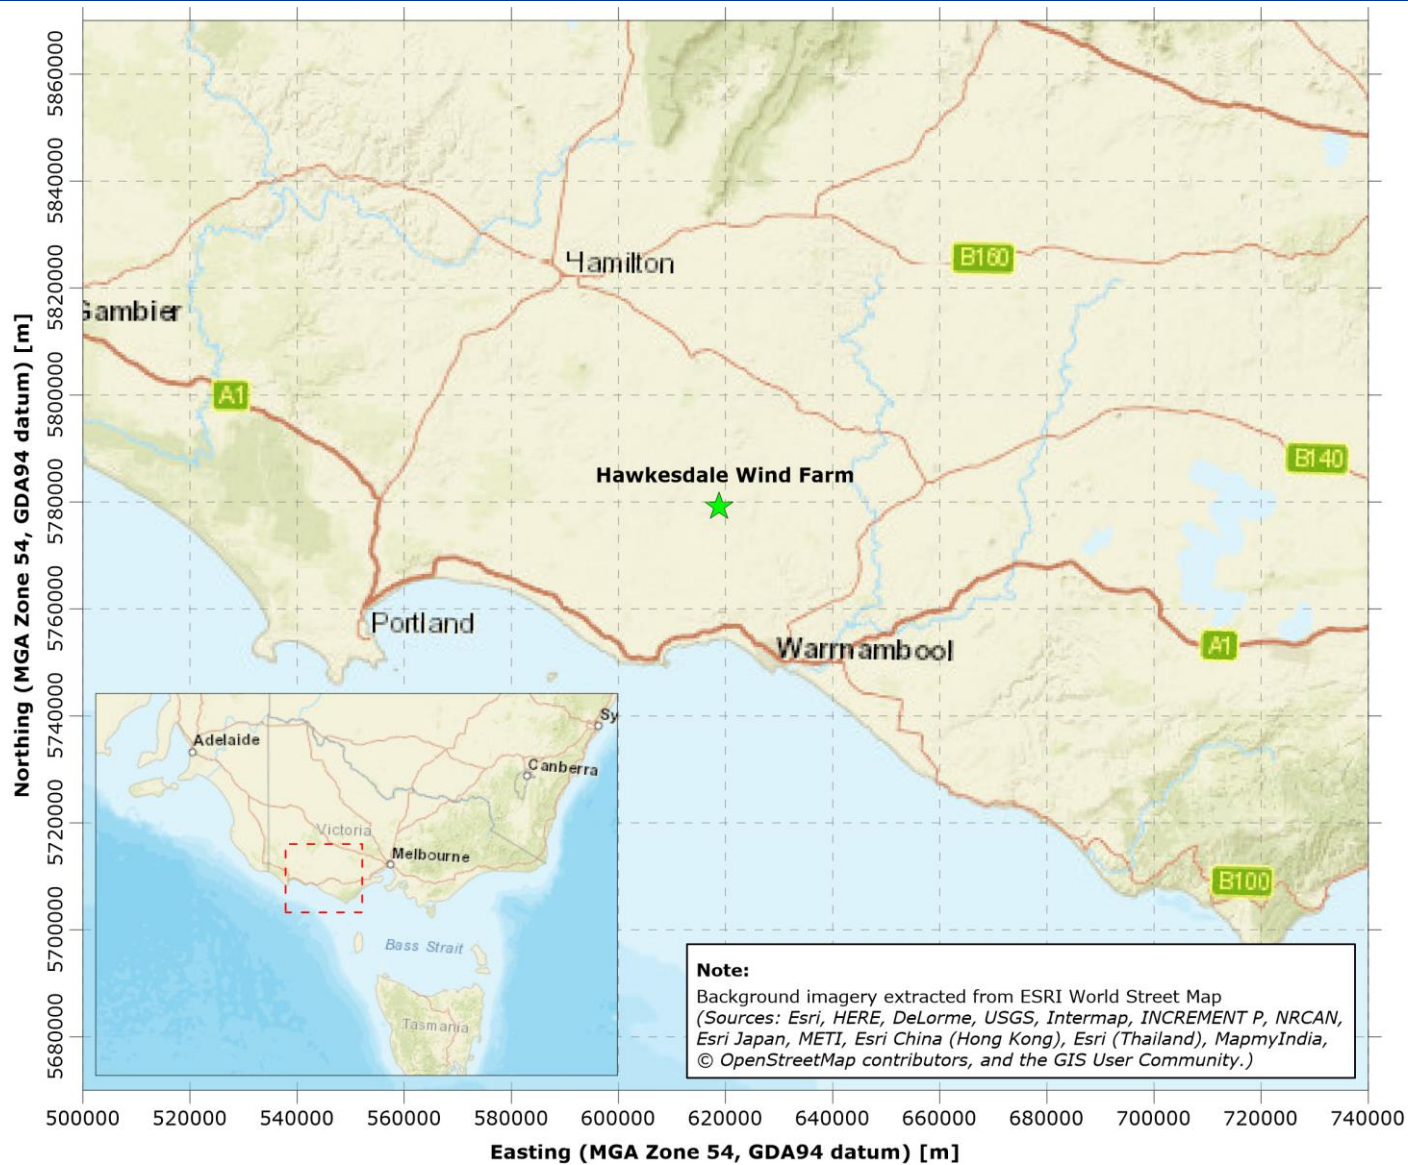 5860000
5840000
5820000
5800000
5780000
5760000
5740000
5720000
5700000
5680000
Northing (MGA Zone 54, GDA94 datum) [m]
Hamilton
B160
Gambier
A1
B140
Hawkesdale Wind Farm
Portland
Warrnambool
A1
B100
Adelaide
Sy
Canberra
Victoria
Melbourne
Bass Strait
Tasmania
Note:
Background imagery extracted from ESRI World Street Map
(Sources: Esri, HERE, DeLorme, USGS, Intermap, INCREMENT P, NRCAN,
Esri Japan, METI, Esri China (Hong Kong), Esri (Thailand), MapmyIndia,
© OpenStreetMap contributors, and the GIS User Community.)
500000 520000 540000 560000 580000 600000 620000 640000 660000 680000 700000 720000 740000
Easting (MGA Zone 54, GDA94 datum) [m]